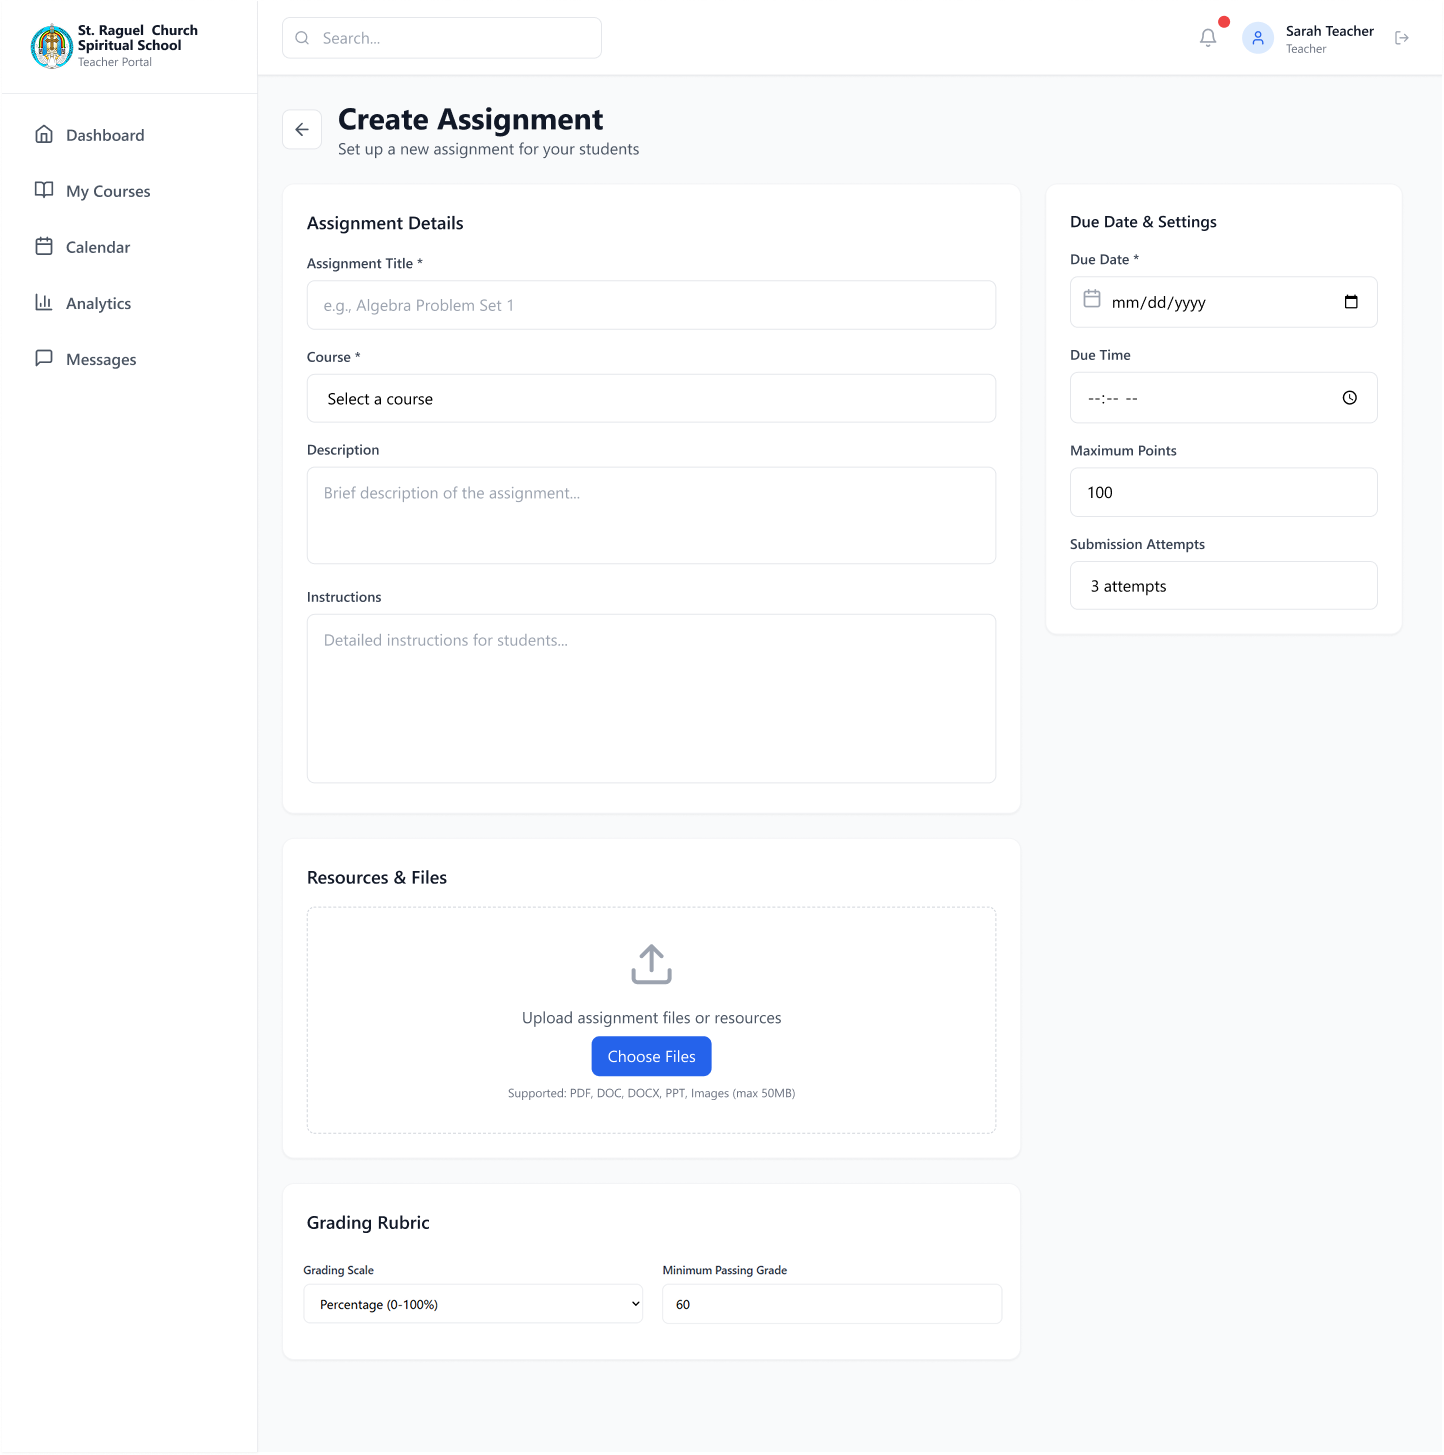 St. Raguel  Church
Spiritual School
Teacher Portal
Dashboard
My Courses
Calendar
Analytics
Messages
Search...
Sarah Teacher
Teacher
Create Assignment
Set up a new assignment for your students
Assignment Details
Assignment Title *
e.g., Algebra Problem Set 1
Course *
Select a course
Description
Brief description of the assignment...
Instructions
Detailed instructions for students...
Resources & Files
Upload assignment files or resources
Choose Files
Supported: PDF, DOC, DOCX, PPT, Images (max 50MB)
Grading Rubric
Grading Scale
Percentage (0-100%)
Minimum Passing Grade
60
Due Date & Settings
Due Date *
mm/dd/yyyy
Due Time
--:-- --
Maximum Points
100
Submission Attempts
3 attempts